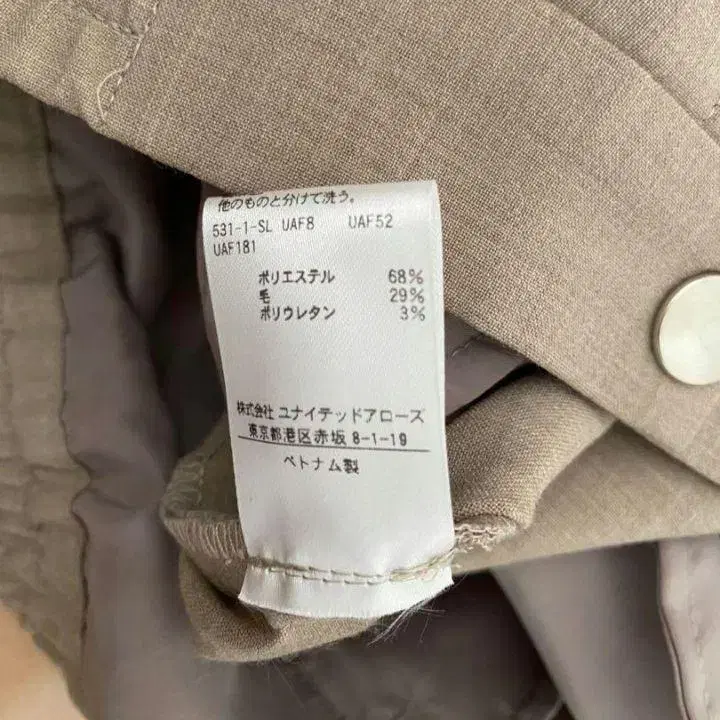 他のものと分けて洗う。
531-1-SL UAF8 UAF52
UAF181
ポリエステル 68%
毛 29%
ポリウレタン 3%
株式会社 ユナイテッドアローズ
東京都港区赤坂 8-1-19
ベトナム製